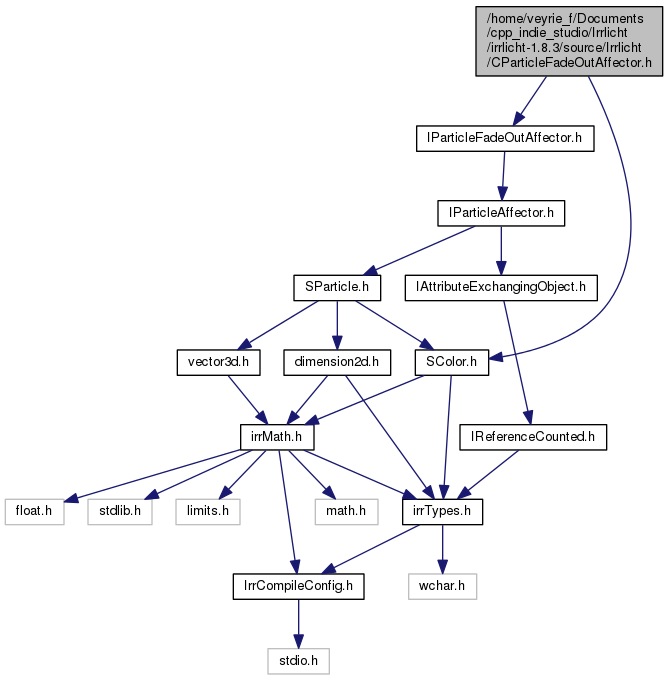 /home/veyrie_f/Documents
/cpp_indie_studio/Irrlicht
/irrlicht-1.8.3/source/Irrlicht
/CParticleFadeOutAffector.h
IParticleFadeOutAffector.h
IParticleAffector.h
SParticle.h
IAttributeExchangingObject.h
vector3d.h
dimension2d.h
SColor.h
irrMath.h
IReferenceCounted.h
float.h
stdlib.h
limits.h
math.h
irrTypes.h
IrrCompileConfig.h
wchar.h
stdio.h